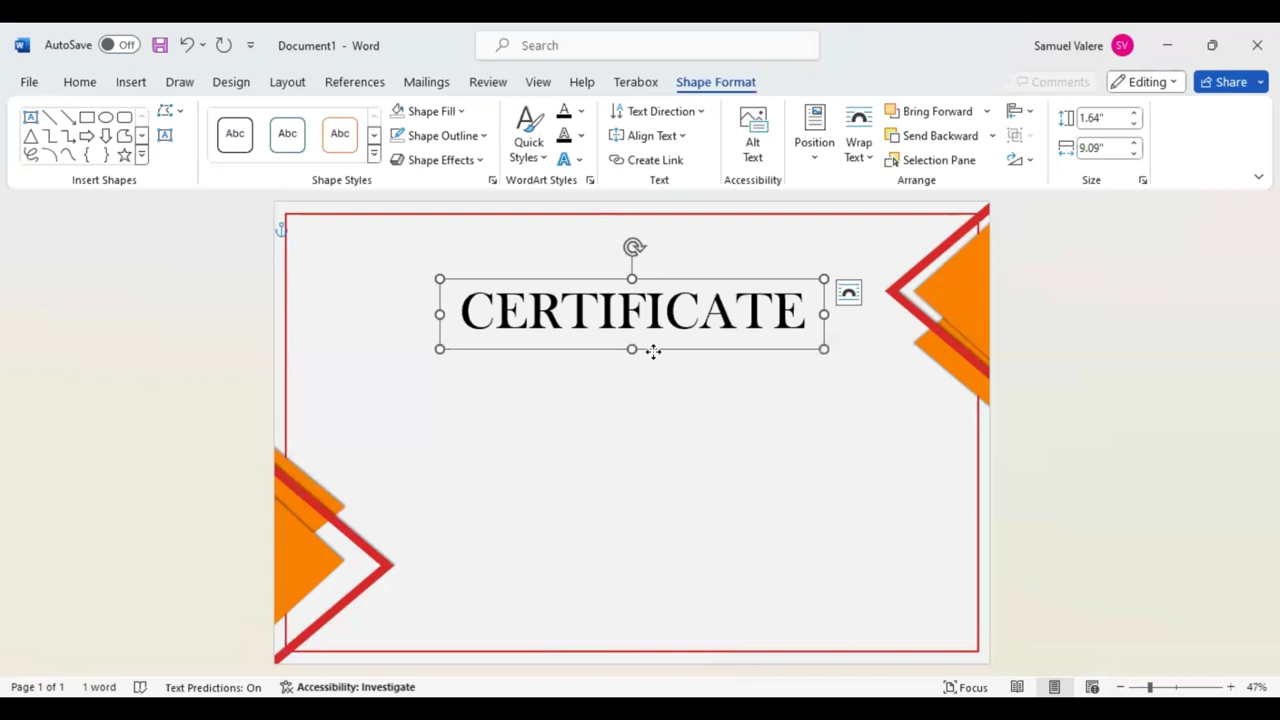 AutoSave Off Document1 - Word Search Samuel Valere SV
File Home Insert Draw Design Layout References Mailings Review View Help Terabox Shape Format Comments Editing Share
Abc Abc Abc
Shape Fill
Shape Outline
Shape Effects
Quick Styles
A
A
A
Text Direction
Align Text
Create Link
Alt Text
Position
Wrap Text
Bring Forward
Send Backward
Selection Pane
1.64"
9.09"
Insert Shapes Shape Styles WordArt Styles Text Accessibility Arrange Size
CERTIFICATE
Page 1 of 1 1 word Text Predictions: On Accessibility: Investigate Focus 47%